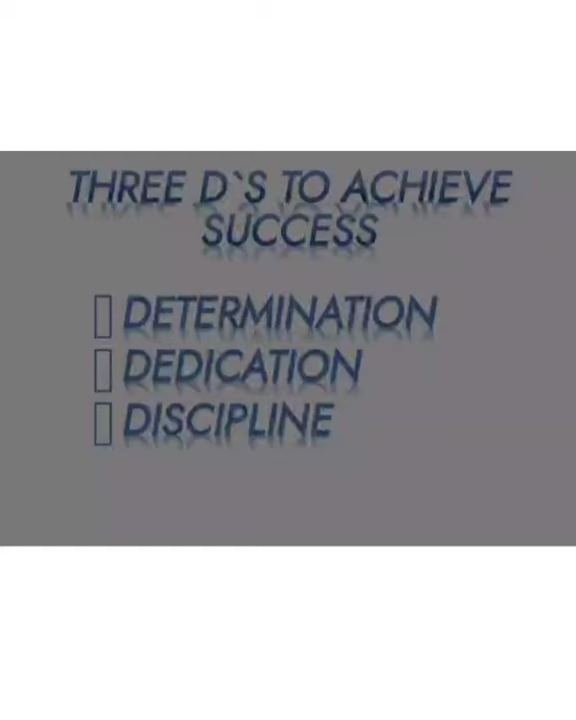 THREE D`S TO ACHIEVE
SUCCESS
DETERMINATION
DEDICATION
DISCIPLINE